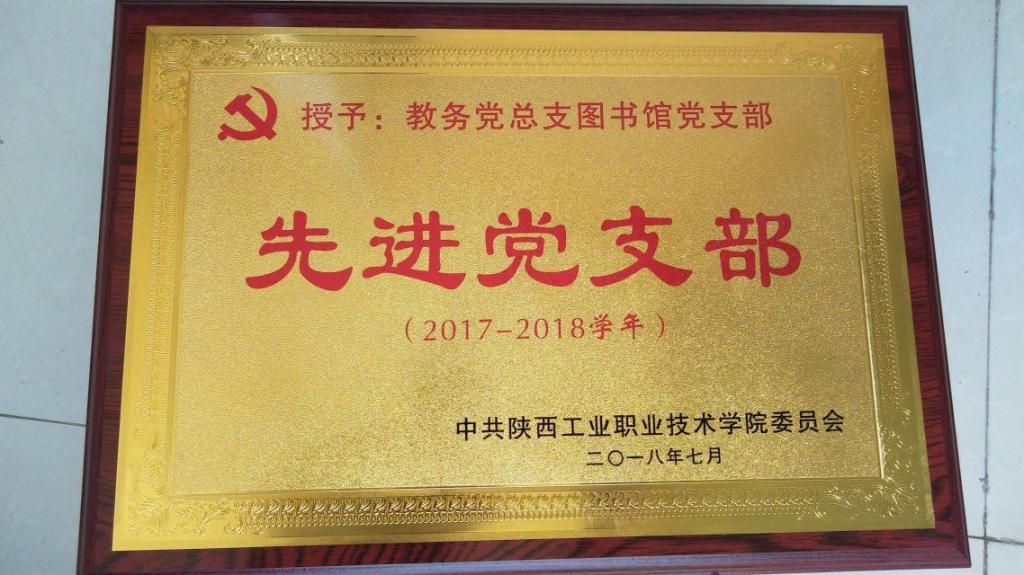 授予：教务党总支图书馆党支部
先进党支部
（2017-2018学年）
中共陕西工业职业技术学院委员会
二〇一八年七月